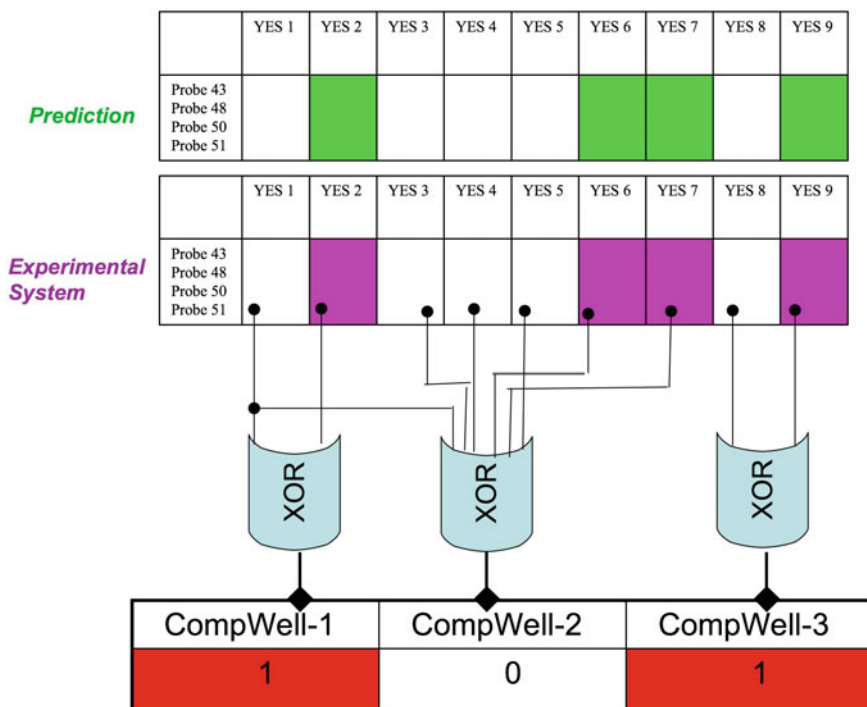 YES 1 YES 2 YES 3 YES 4 YES 5 YES 6 YES 7 YES 8 YES 9
Prediction
Probe 43
Probe 48
Probe 50
Probe 51
YES 1 YES 2 YES 3 YES 4 YES 5 YES 6 YES 7 YES 8 YES 9
Experimental
System
Probe 43
Probe 48
Probe 50
Probe 51
XOR XOR XOR
CompWell-1 CompWell-2 CompWell-3
1 0 1